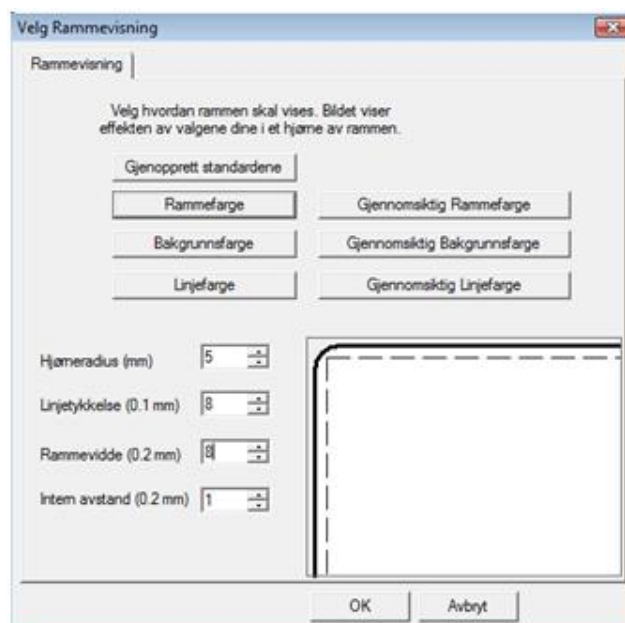 Velg Rammevisning
Rammevisning
Velg hvordan rammen skal vises. Bildet viser
effekten av valgene dine i et hjørne av rammen.
Gjenopprett standardene
Rammefarge
Gjennomsiktig Rammefarge
Bakgrunnsfarge
Gjennomsiktig Bakgrunnsfarge
Linjefarge
Gjennomsiktig Linjefarge
Hjørneradius (mm) 5
Linjetykkelse (0.1 mm) 8
Rammevidde (0.2 mm) 8
Intern avstand (0.2 mm) 1
OK
Avbryt